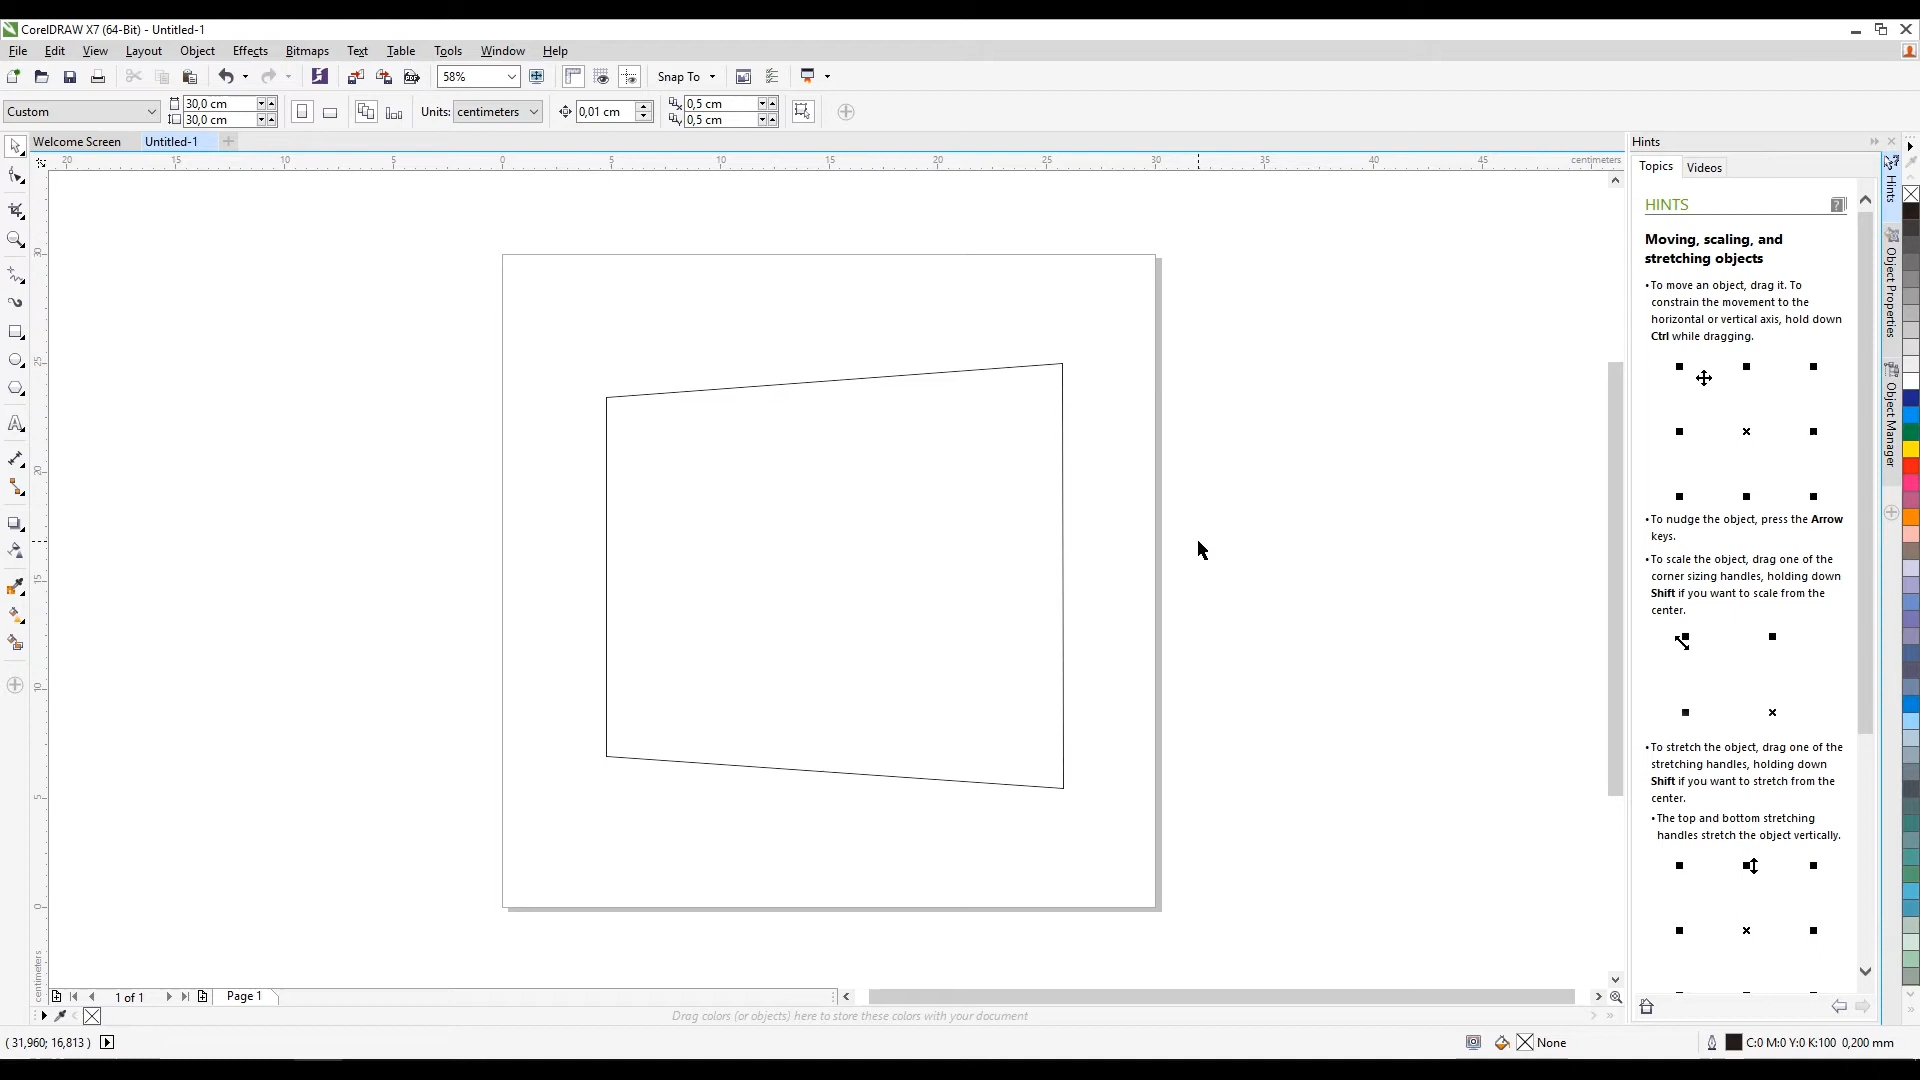 CorelDRAW X7 (64-Bit) - Untitled-1
File Edit View Layout Object Effects Bitmaps Text Table Tools Window Help
58% Snap To
Custom 30,0 cm 30,0 cm Units: centimeters 0,01 cm 0,5 cm 0,5 cm
Welcome Screen Untitled-1
20 15 10 5 0 5 10 15 20 25 30 35 40 45 centimeters
30
25
20
15
10
5
0
centimeters
Hints
Topics Videos
HINTS
Moving, scaling, and
stretching objects
•To move an object, drag it. To
constrain the movement to the
horizontal or vertical axis, hold down
Ctrl while dragging.
•To nudge the object, press the Arrow
keys.
•To scale the object, drag one of the
corner sizing handles, holding down
Shift if you want to scale from the
center.
•To stretch the object, drag one of the
stretching handles, holding down
Shift if you want to stretch from the
center.
•The top and bottom stretching
handles stretch the object vertically.
Hints
Object Properties
Object Manager
1 of 1 Page 1
Drag colors (or objects) here to store these colors with your document
( 31,960; 16,813 ) None C:0 M:0 Y:0 K:100 0,200 mm